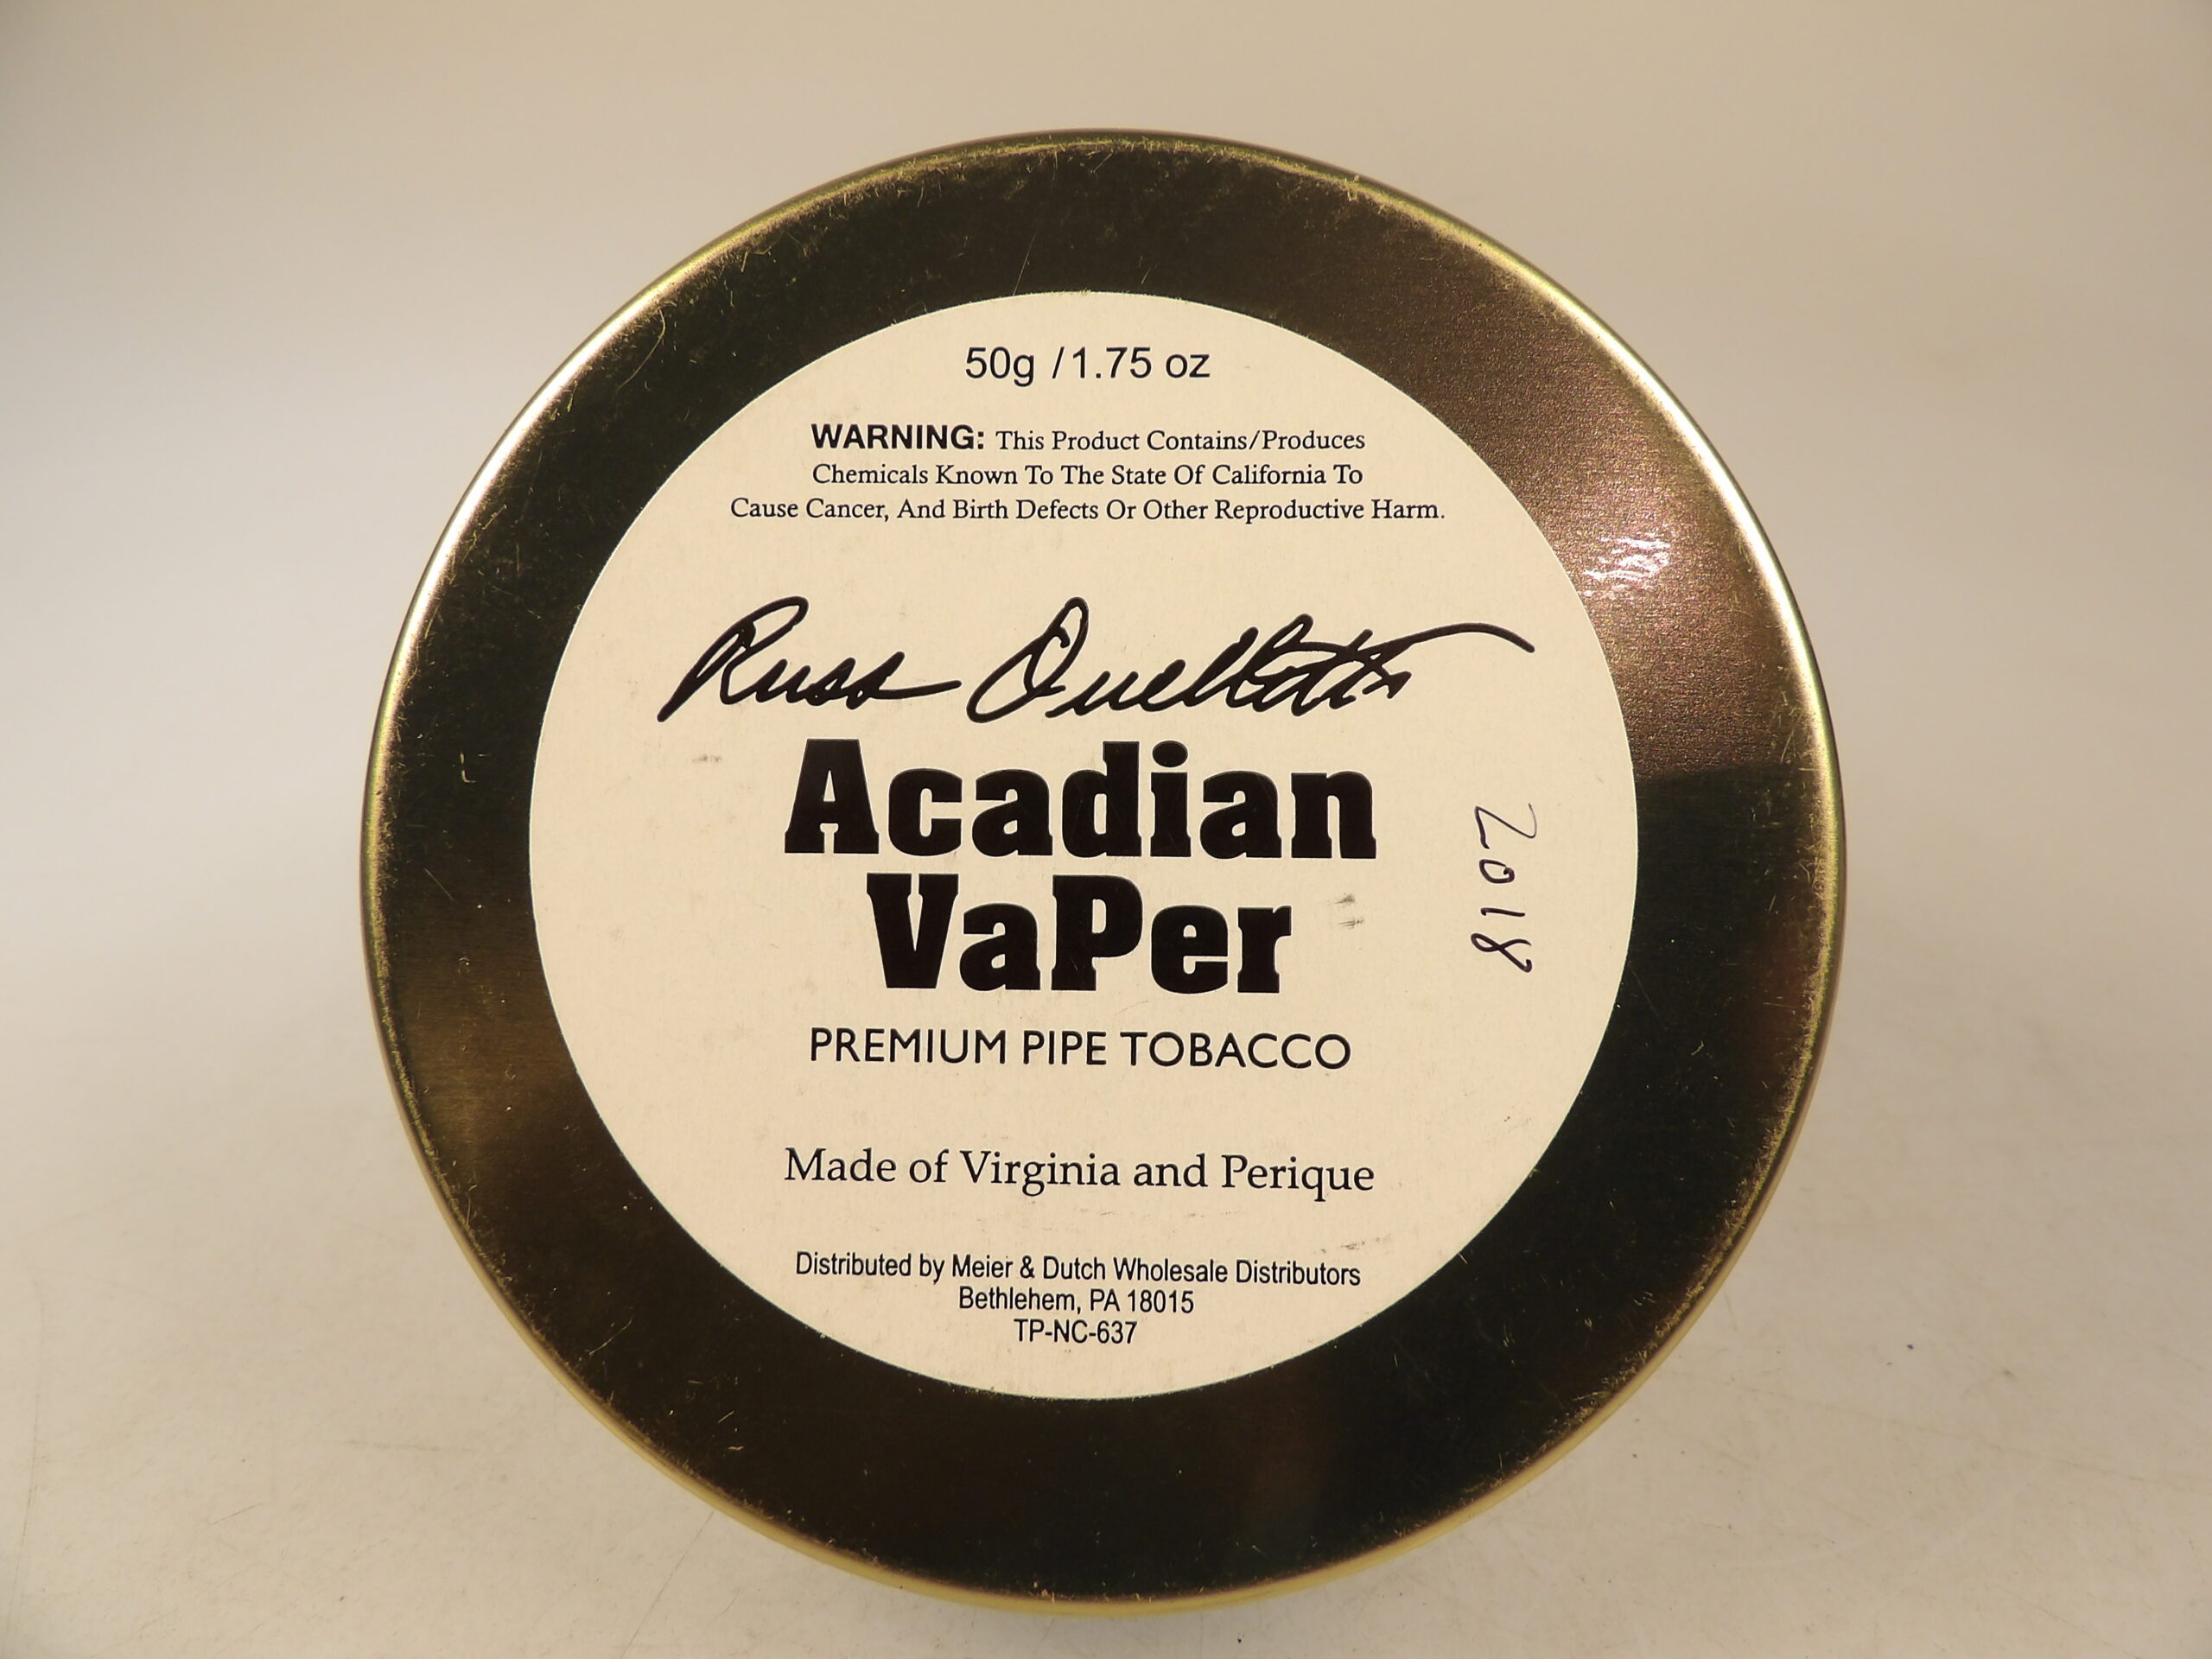 50g / 1.75 oz
WARNING: This Product Contains/Produces
Chemicals Known To The State Of California To
Cause Cancer, And Birth Defects Or Other Reproductive Harm.
Russ Ouellette
Acadian
VaPer
2018
PREMIUM PIPE TOBACCO
Made of Virginia and Perique
Distributed by Meier & Dutch Wholesale Distributors
Bethlehem, PA 18015
TP-NC-637